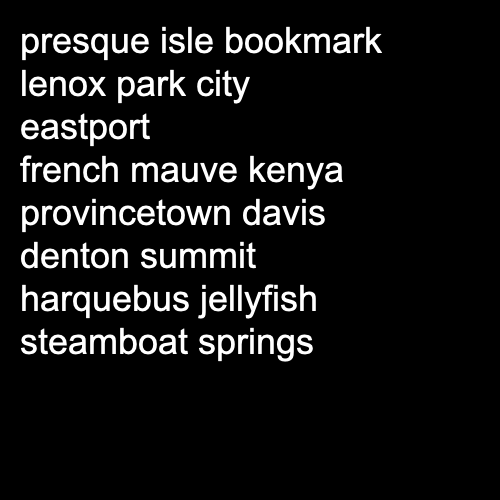 presque isle bookmark
lenox park city
eastport
french mauve kenya
provincetown davis
denton summit
harquebus jellyfish
steamboat springs